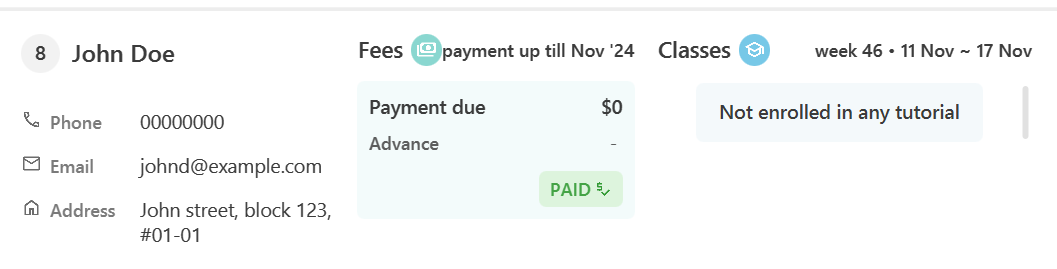 8 John Doe
Phone 00000000
Email johnd@example.com
Address John street, block 123,
#01-01
Fees payment up till Nov '24
Payment due $0
Advance -
PAID $
Classes week 46 • 11 Nov ~ 17 Nov
Not enrolled in any tutorial